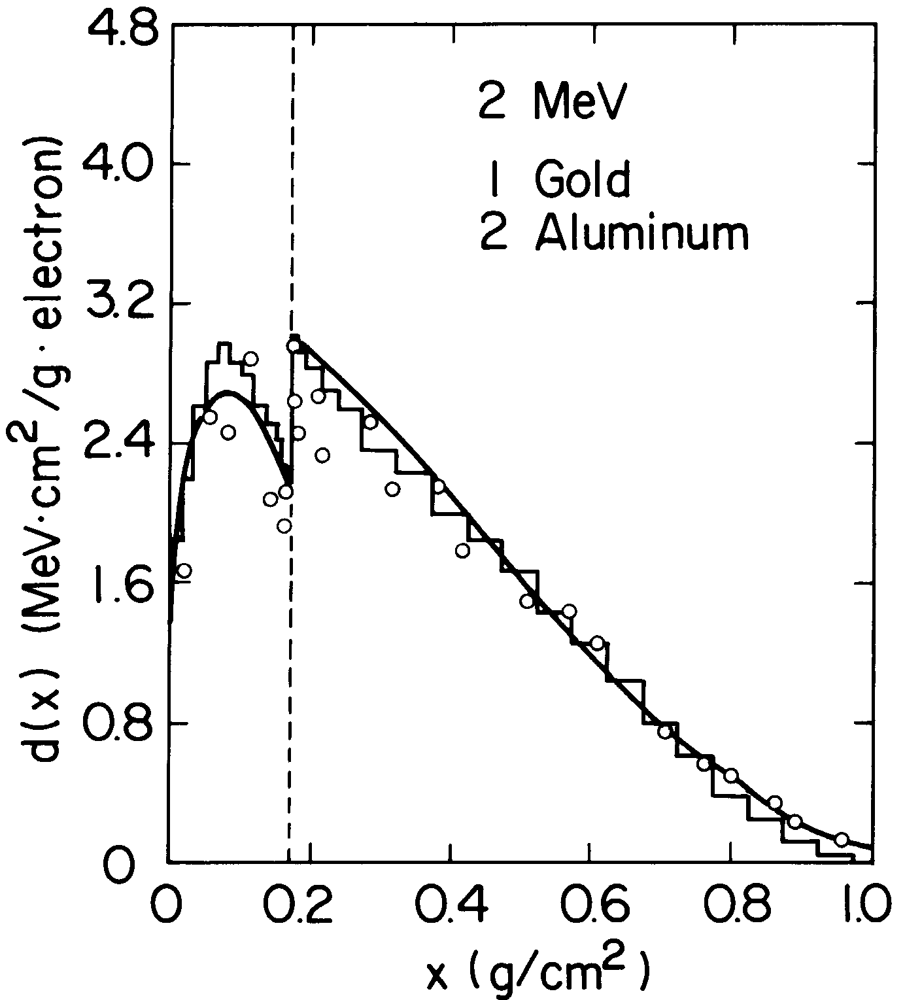 4.8
4.0
3.2
2.4
1.6
0.8
0
d(x) (MeV·cm²/g·electron)
2 MeV
1 Gold
2 Aluminum
0 0.2 0.4 0.6 0.8 1.0
x (g/cm²)